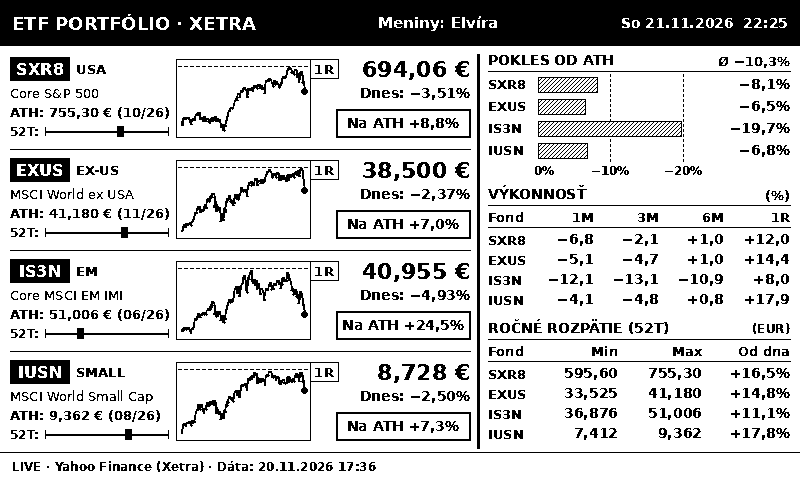 ETF PORTFÓLIO · XETRA Meniny: Elvíra So 21.11.2026 22:25
SXR8 USA
Core S&P 500
ATH: 755,30 € (10/26)
52T:
1R
694,06 €
Dnes: −3,51%
Na ATH +8,8%
EXUS EX-US
MSCI World ex USA
ATH: 41,180 € (11/26)
52T:
1R
38,500 €
Dnes: −2,37%
Na ATH +7,0%
IS3N EM
Core MSCI EM IMI
ATH: 51,006 € (06/26)
52T:
1R
40,955 €
Dnes: −4,93%
Na ATH +24,5%
IUSN SMALL
MSCI World Small Cap
ATH: 9,362 € (08/26)
52T:
1R
8,728 €
Dnes: −2,50%
Na ATH +7,3%
POKLES OD ATH Ø −10,3%
SXR8 −8,1%
EXUS −6,5%
IS3N −19,7%
IUSN −6,8%
0% −10% −20%
VÝKONNOSŤ (%)
Fond 1M 3M 6M 1R
SXR8 −6,8 −2,1 +1,0 +12,0
EXUS −5,1 −4,7 +1,0 +14,4
IS3N −12,1 −13,1 −10,9 +8,0
IUSN −4,1 −4,8 +0,8 +17,9
ROČNÉ ROZPÄTIE (52T) (EUR)
Fond Min Max Od dna
SXR8 595,60 755,30 +16,5%
EXUS 33,525 41,180 +14,8%
IS3N 36,876 51,006 +11,1%
IUSN 7,412 9,362 +17,8%
LIVE · Yahoo Finance (Xetra) · Dáta: 20.11.2026 17:36